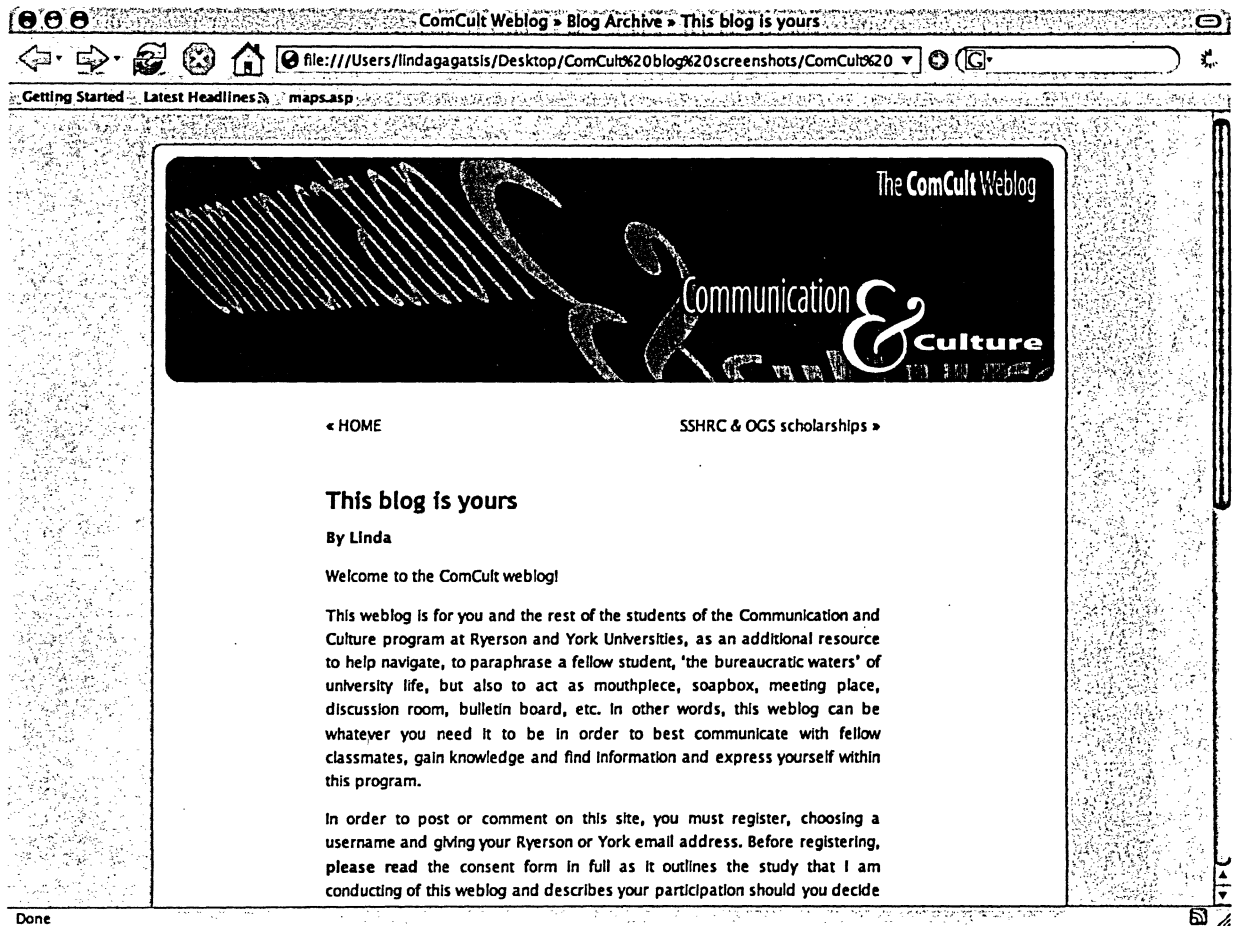 ComCult Weblog » Blog Archive » This blog is yours
file:///Users/lindagagatsis/Desktop/ComCult%20blog%20screenshots/ComCult%20
G
Getting Started Latest Headlines maps.asp
The ComCult Weblog
Communication
&
Culture
« HOME SSHRC & OGS scholarships »
This blog is yours
By Linda
Welcome to the ComCult weblog!
This weblog is for you and the rest of the students of the Communication and
Culture program at Ryerson and York Universities, as an additional resource
to help navigate, to paraphrase a fellow student, 'the bureaucratic waters' of
university life, but also to act as mouthpiece, soapbox, meeting place,
discussion room, bulletin board, etc. In other words, this weblog can be
whatever you need it to be in order to best communicate with fellow
classmates, gain knowledge and find information and express yourself within
this program.
In order to post or comment on this site, you must register, choosing a
username and giving your Ryerson or York email address. Before registering,
please read the consent form in full as it outlines the study that I am
conducting of this weblog and describes your participation should you decide
Done